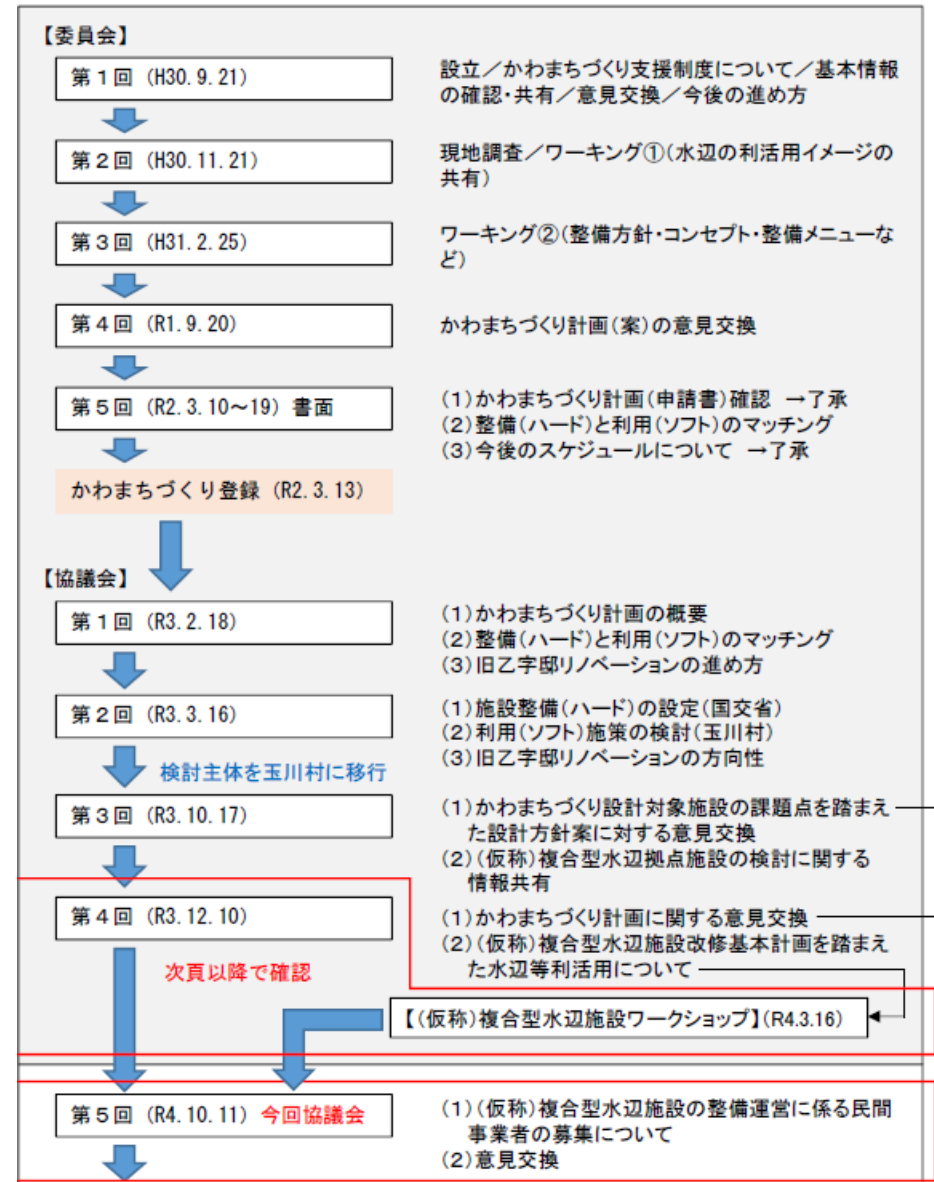 【委員会】
第１回（H30.9.21）
設立／かわまちづくり支援制度について／基本情報
の確認・共有／意見交換／今後の進め方
第２回（H30.11.21）
現地調査／ワーキング①（水辺の利活用イメージの
共有）
第３回（H31.2.25）
ワーキング②（整備方針・コンセプト・整備メニューな
ど）
第４回（R1.9.20）
かわまちづくり計画（案）の意見交換
第５回（R2.3.10～19）書面
（１）かわまちづくり計画（申請書）確認　→了承
（２）整備（ハード）と利用（ソフト）のマッチング
（３）今後のスケジュールについて　→了承
かわまちづくり登録（R2.3.13）
【協議会】
第１回（R3.2.18）
（１）かわまちづくり計画の概要
（２）整備（ハード）と利用（ソフト）のマッチング
（３）旧乙字邸リノベーションの進め方
第２回（R3.3.16）
（１）施設整備（ハード）の設定（国交省）
（２）利用（ソフト）施策の検討（玉川村）
（３）旧乙字邸リノベーションの方向性
検討主体を玉川村に移行
第３回（R3.10.17）
（１）かわまちづくり設計対象施設の課題点を踏まえ
た設計方針案に対する意見交換
（２）（仮称）複合型水辺拠点施設の検討に関する
情報共有
第４回（R3.12.10）
（１）かわまちづくり計画に関する意見交換
（２）（仮称）複合型水辺施設改修基本計画を踏まえ
た水辺等利活用について
次頁以降で確認
【（仮称）複合型水辺施設ワークショップ】（R4.3.16）
第５回（R4.10.11）今回協議会
（１）（仮称）複合型水辺施設の整備運営に係る民間
事業者の募集について
（２）意見交換